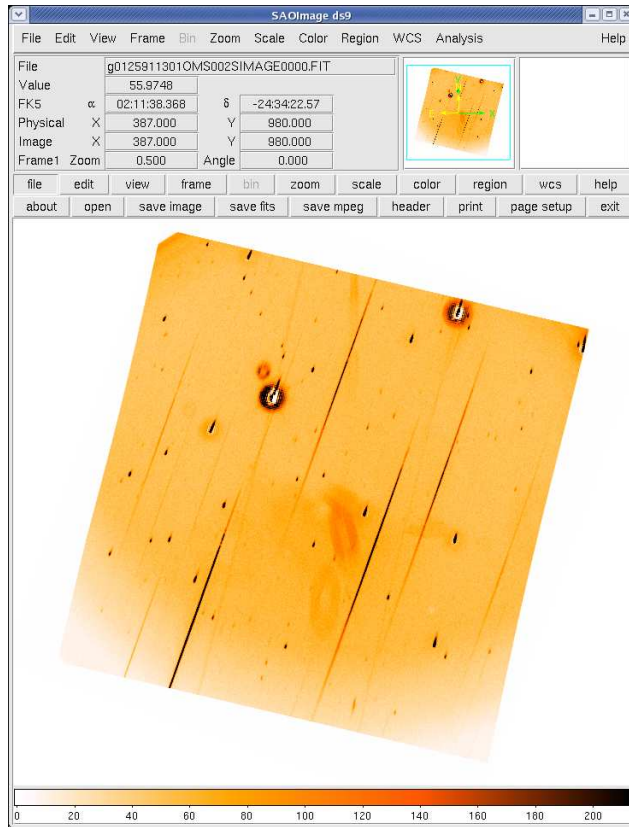 SAOImage ds9
File Edit View Frame Bin Zoom Scale Color Region WCS Analysis Help
File g0125911301OMS002SIMAGE0000.FIT
Value 55.9748
FK5 α 02:11:38.368 δ -24:34:22.57
Physical X 387.000 Y 980.000
Image X 387.000 Y 980.000
Frame1 Zoom 0.500 Angle 0.000
file edit view frame bin zoom scale color region wcs help
about open save image save fits save mpeg header print page setup exit
0 20 40 60 80 100 120 140 160 180 200